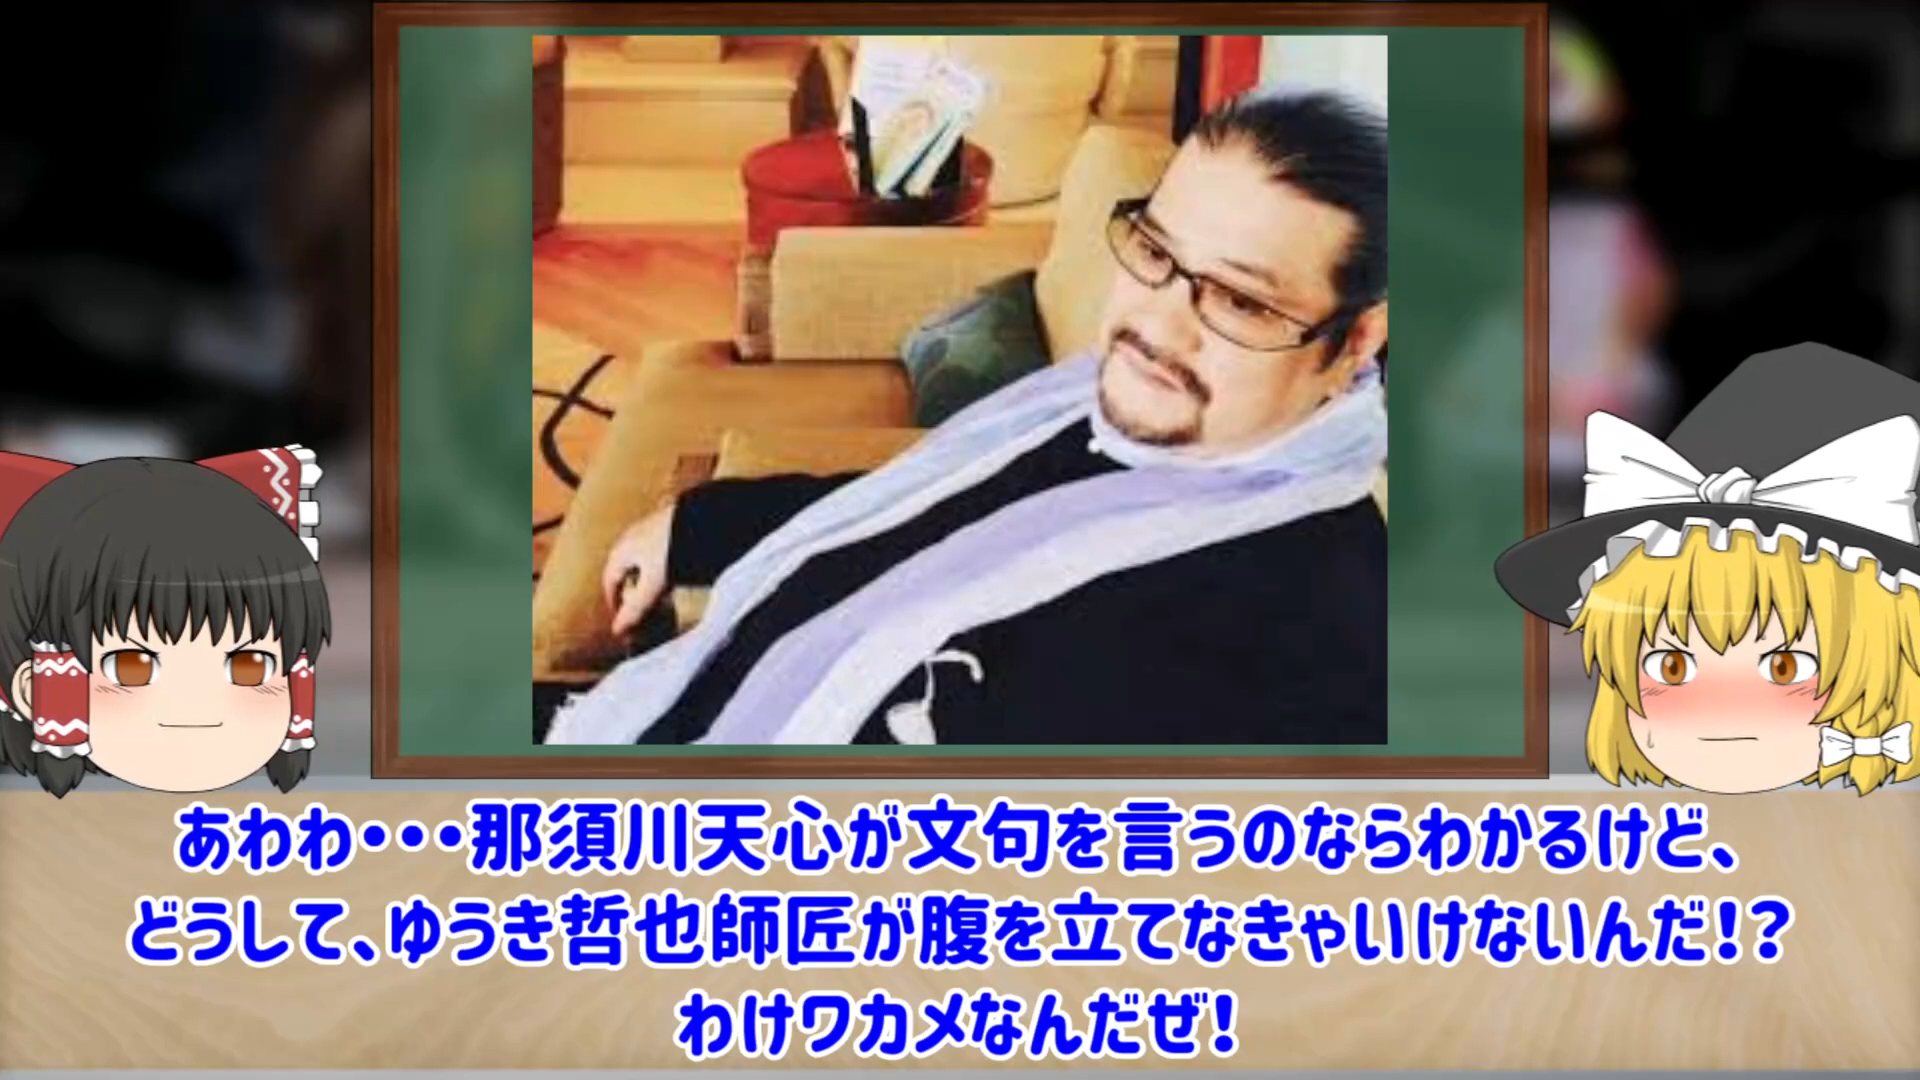 あわわ・・・那須川天心が文句を言うのならわかるけど、
どうして、ゆうき哲也師匠が腹を立てなきゃいけないんだ！？
わけワカメなんだぜ！